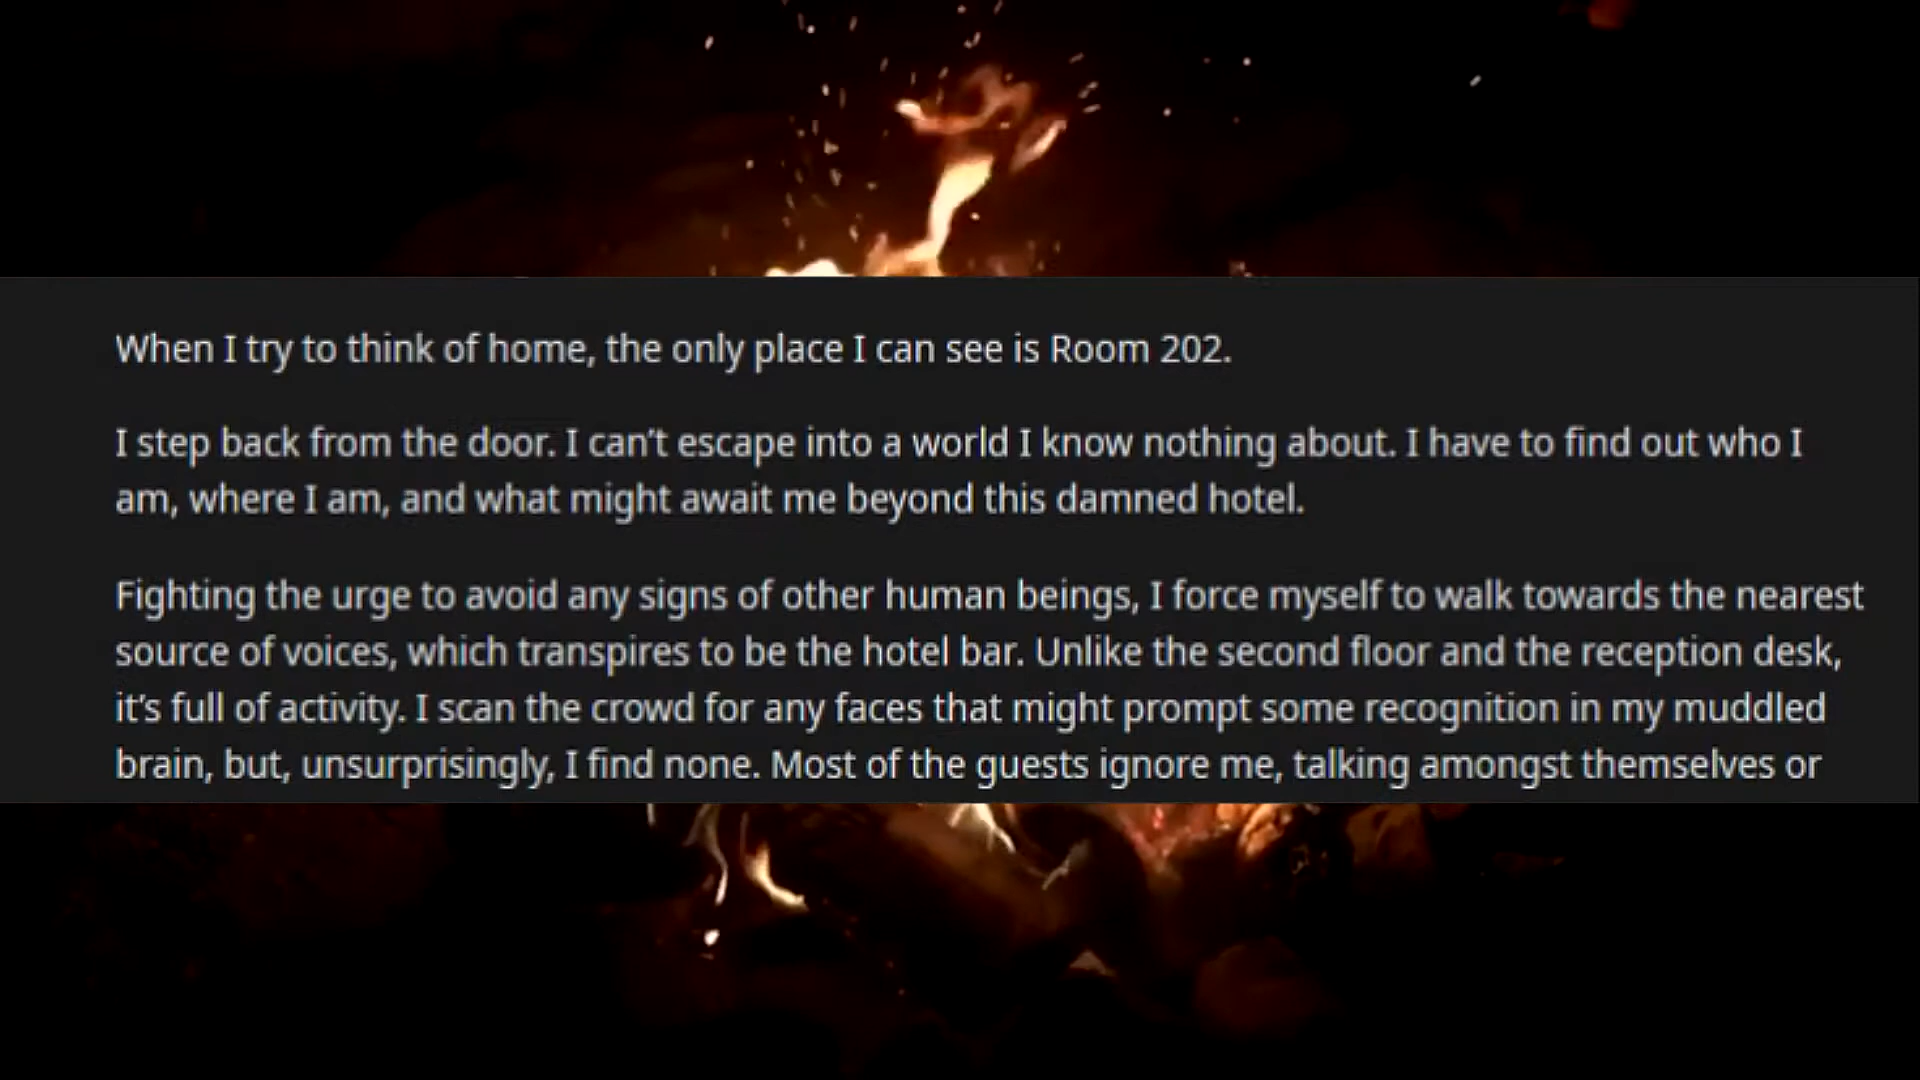 When I try to think of home, the only place I can see is Room 202.
I step back from the door. I can't escape into a world I know nothing about. I have to find out who I
am, where I am, and what might await me beyond this damned hotel.
Fighting the urge to avoid any signs of other human beings, I force myself to walk towards the nearest
source of voices, which transpires to be the hotel bar. Unlike the second floor and the reception desk,
it's full of activity. I scan the crowd for any faces that might prompt some recognition in my muddled
brain, but, unsurprisingly, I find none. Most of the guests ignore me, talking amongst themselves or